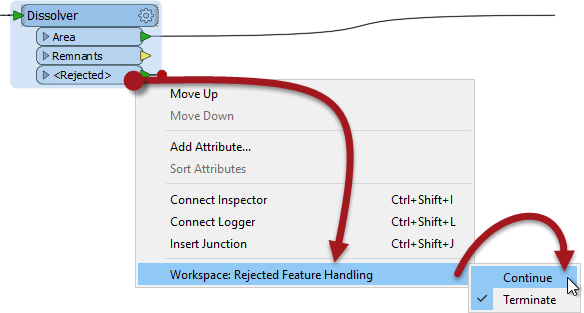 Dissolver
Area
Remnants
<Rejected>
Move Up
Move Down
Add Attribute...
Sort Attributes
Connect Inspector Ctrl+Shift+I
Connect Logger Ctrl+Shift+L
Insert Junction Ctrl+Shift+J
Workspace: Rejected Feature Handling
Continue
Terminate